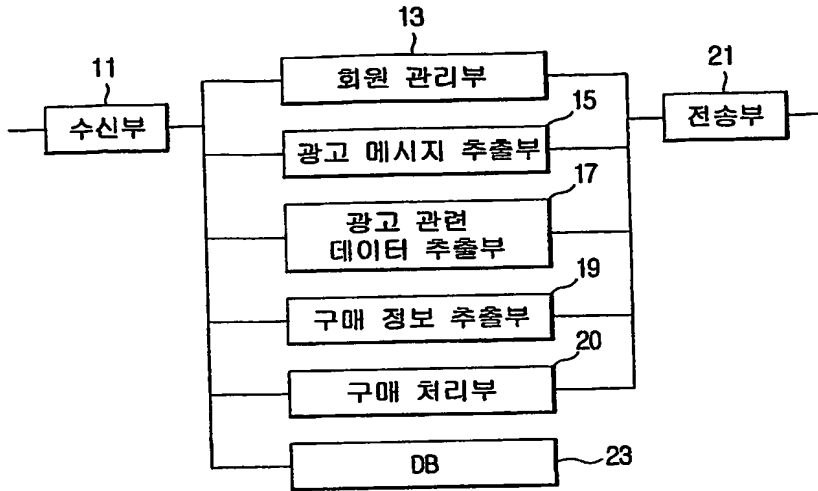 13
회원 관리부
11
수신부
21
전송부
15
광고 메시지 추출부
17
광고 관련
데이터 추출부
19
구매 정보 추출부
20
구매 처리부
DB
23